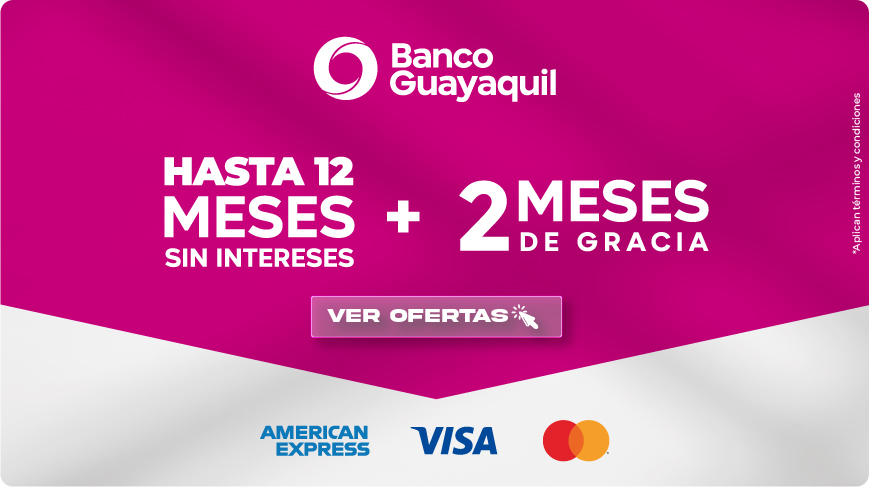 Banco
Guayaquil
HASTA 12
MESES
SIN INTERESES
+
2 MESES
DE GRACIA
*Aplican términos y condiciones
VER OFERTAS
AMERICAN
EXPRESS
VISA